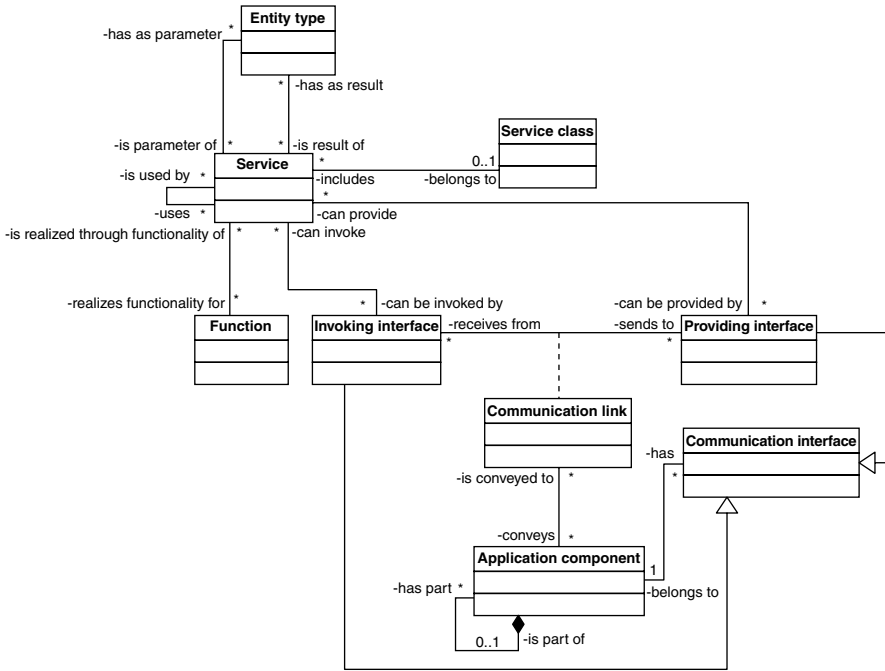 Entity type
-has as parameter *
* -has as result
-is parameter of * * -is result of
Service class
Service
*
0..1
-is used by *
-includes
-belongs to
*
-uses *
-can provide
-is realized through functionality of * * -can invoke
-realizes functionality for *
* -can be invoked by
-can be provided by *
Function
Invoking interface
-receives from
-sends to
Providing interface
*
*
Communication link
Communication interface
-has
-is conveyed to *
*
-conveys *
Application component
1
-has part *
-belongs to
0..1
-is part of